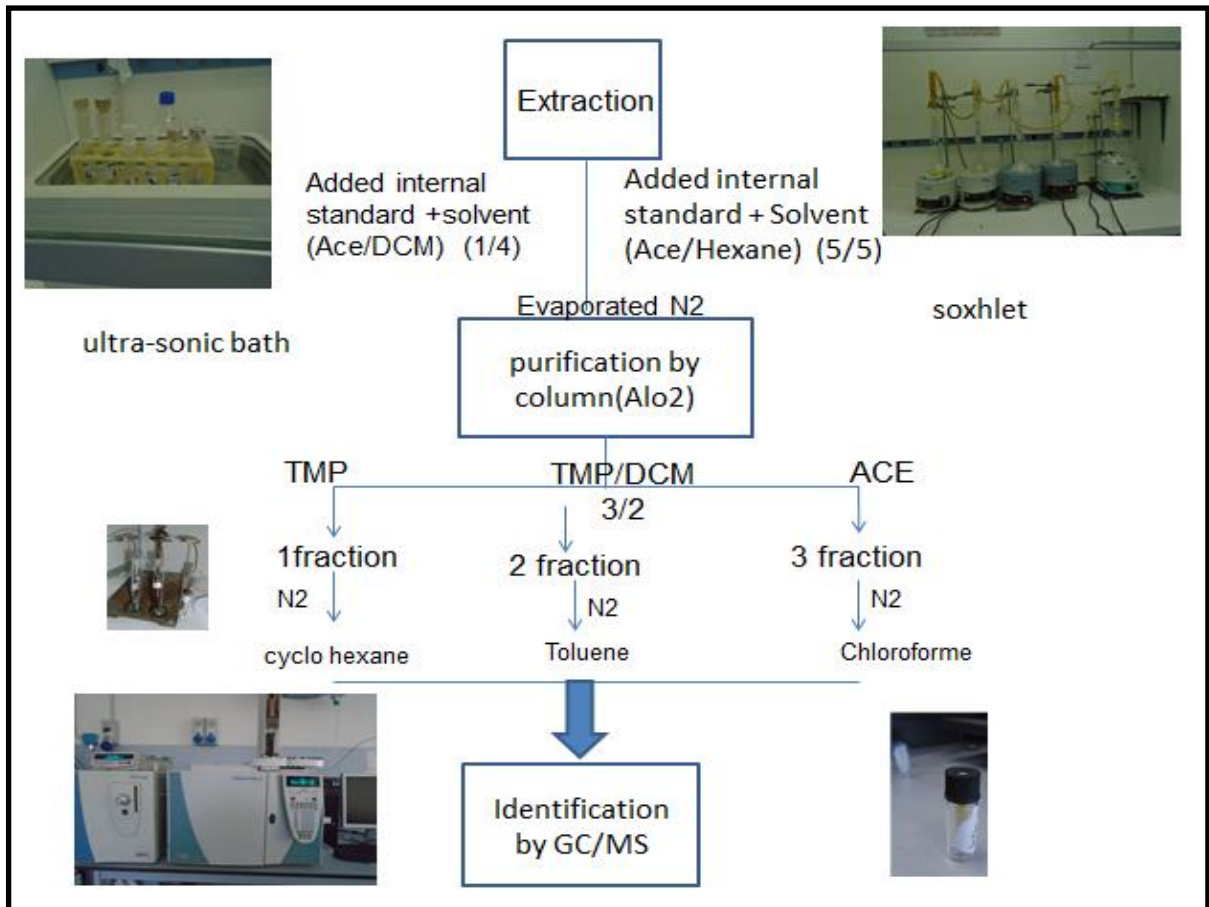 Extraction
Added internal
standard +solvent
(Ace/DCM) (1/4)
Added internal
standard + Solvent
(Ace/Hexane) (5/5)
ultra-sonic bath
soxhlet
Evaporated N2
purification by
column(Alo2)
TMP
TMP/DCM
3/2
ACE
1fraction
2 fraction
3 fraction
N2
N2
N2
cyclo hexane
Toluene
Chloroforme
Identification
by GC/MS